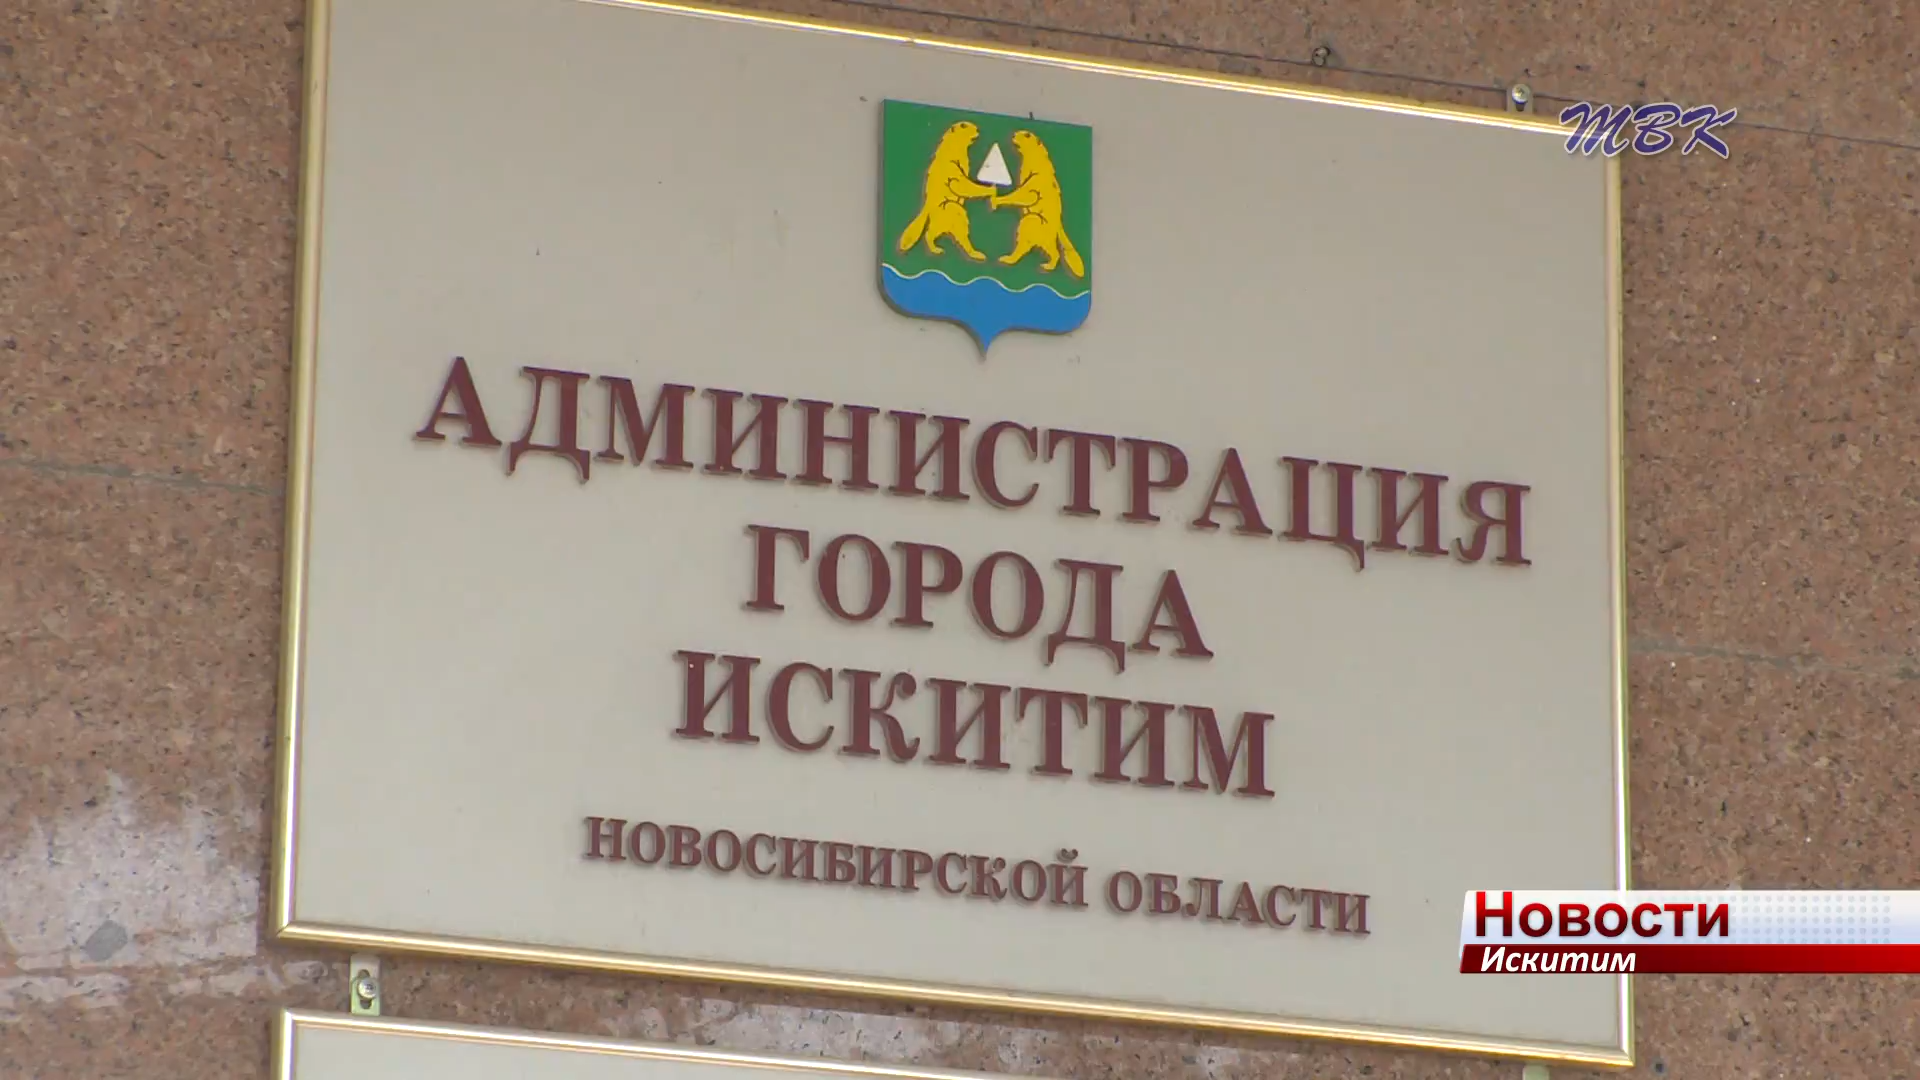 ТВК
АДМИНИСТРАЦИЯ
ГОРОДА
ИСКИТИМ
НОВОСИБИРСКОЙ ОБЛАСТИ
Новости
Искитим